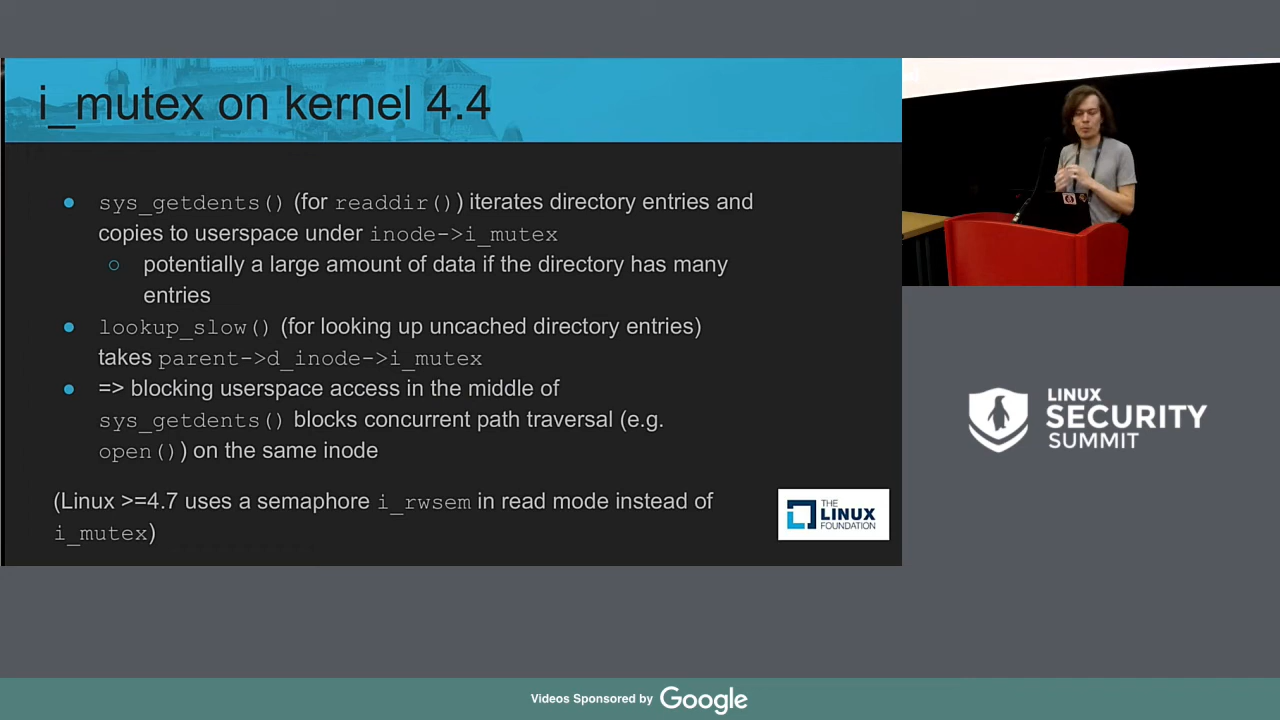 i_mutex on kernel 4.4
sys_getdents() (for readdir()) iterates directory entries and
copies to userspace under inode->i_mutex
potentially a large amount of data if the directory has many
entries
lookup_slow() (for looking up uncached directory entries)
takes parent->d_inode->i_mutex
=> blocking userspace access in the middle of
sys_getdents() blocks concurrent path traversal (e.g.
open()) on the same inode
(Linux >=4.7 uses a semaphore i_rwsem in read mode instead of
i_mutex)
THE
LINUX
FOUNDATION
LINUX
SECURITY
SUMMIT
Videos Sponsored by Google